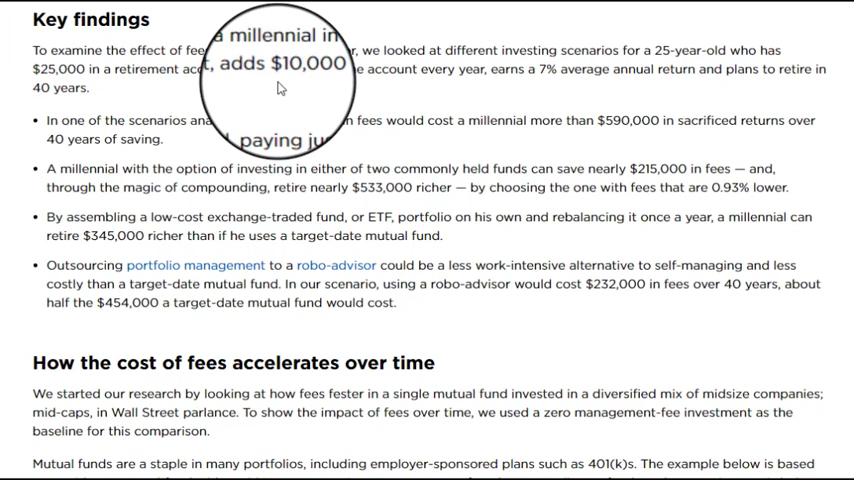 Key findings
a millennial in
To examine the effect of fee r, we looked at different investing scenarios for a 25-year-old who has
$25,000 in a retirement acc t, adds $10,000 e account every year, earns a 7% average annual return and plans to retire in
40 years.
• In one of the scenarios ana n fees would cost a millennial more than $590,000 in sacrificed returns over
paying ju
40 years of saving.
• A millennial with the option of investing in either of two commonly held funds can save nearly $215,000 in fees — and,
through the magic of compounding, retire nearly $533,000 richer — by choosing the one with fees that are 0.93% lower.
• By assembling a low-cost exchange-traded fund, or ETF, portfolio on his own and rebalancing it once a year, a millennial can
retire $345,000 richer than if he uses a target-date mutual fund.
• Outsourcing portfolio management to a robo-advisor could be a less work-intensive alternative to self-managing and less
costly than a target-date mutual fund. In our scenario, using a robo-advisor would cost $232,000 in fees over 40 years, about
half the $454,000 a target-date mutual fund would cost.
How the cost of fees accelerates over time
We started our research by looking at how fees fester in a single mutual fund invested in a diversified mix of midsize companies;
mid-caps, in Wall Street parlance. To show the impact of fees over time, we used a zero management-fee investment as the
baseline for this comparison.
Mutual funds are a staple in many portfolios, including employer-sponsored plans such as 401(k)s. The example below is based